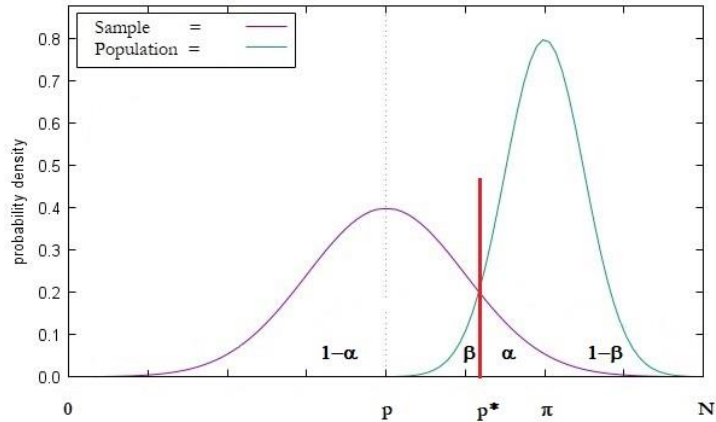 Sample =
Population =
0.8
0.7
0.6
0.5
0.4
0.3
0.2
0.1
0.0
probability density
1−α
β
α
1−β
0
p
p*
π
N